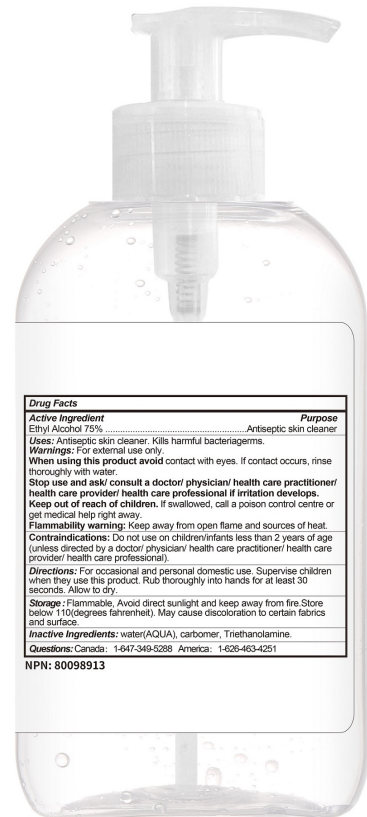 Drug Facts
Active Ingredient Purpose
Ethyl Alcohol 75% ..........................................................Antiseptic skin cleaner
Uses: Antiseptic skin cleaner. Kills harmful bacteriagerms.
Warnings: For external use only.
When using this product avoid contact with eyes. If contact occurs, rinse
thoroughly with water.
Stop use and ask/ consult a doctor/ physician/ health care practitioner/
health care provider/ health care professional if irritation develops.
Keep out of reach of children. If swallowed, call a poison control centre or
get medical help right away.
Flammability warning: Keep away from open flame and sources of heat.
Contraindications: Do not use on children/infants less than 2 years of age
(unless directed by a doctor/ physician/ health care practitioner/ health care
provider/ health care professional).
Directions: For occasional and personal domestic use. Supervise children
when they use this product. Rub thoroughly into hands for at least 30
seconds. Allow to dry.
Storage : Flammable, Avoid direct sunlight and keep away from fire.Store
below 110(degrees fahrenheit). May cause discoloration to certain fabrics
and surface.
Inactive Ingredients: water(AQUA), carbomer, Triethanolamine.
Questions: Canada： 1-647-349-5288 America： 1-626-463-4251
NPN: 80098913